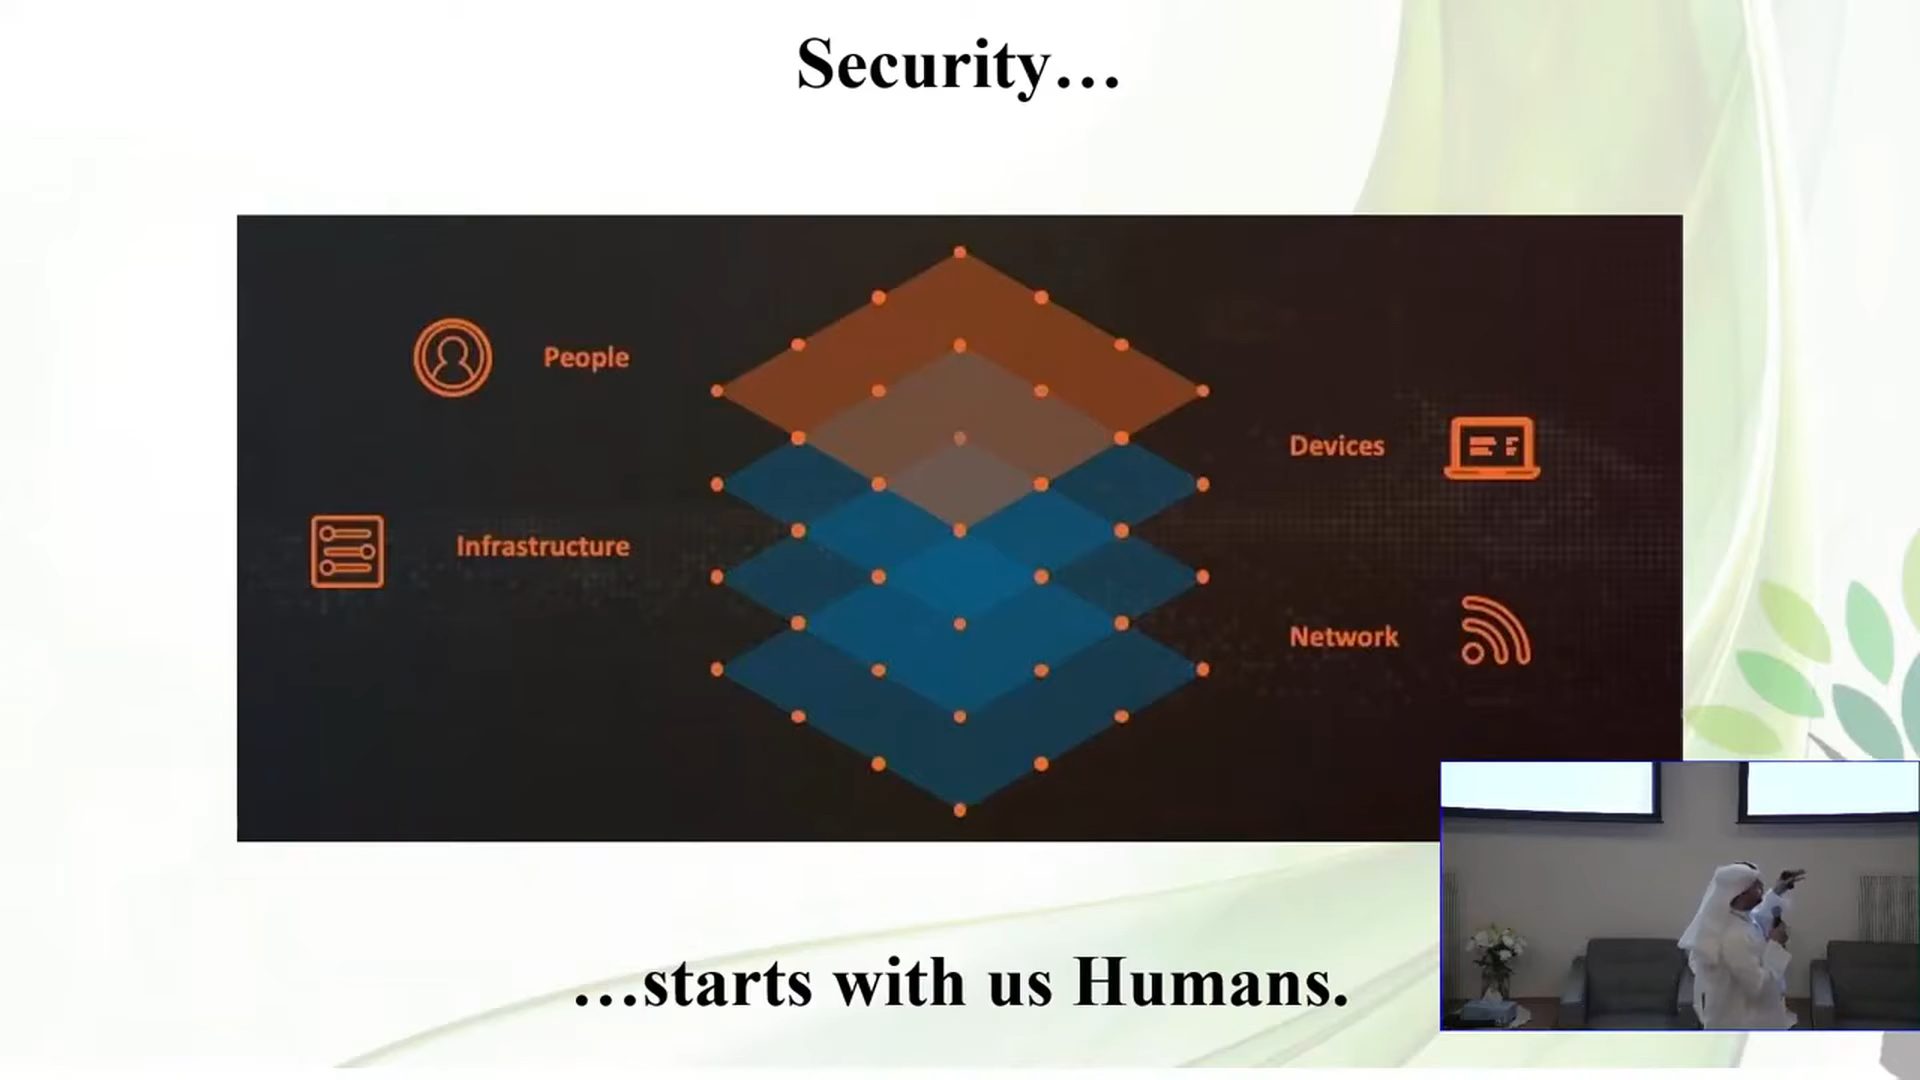 Security…
People
Devices
Infrastructure
Network
…starts with us Humans.